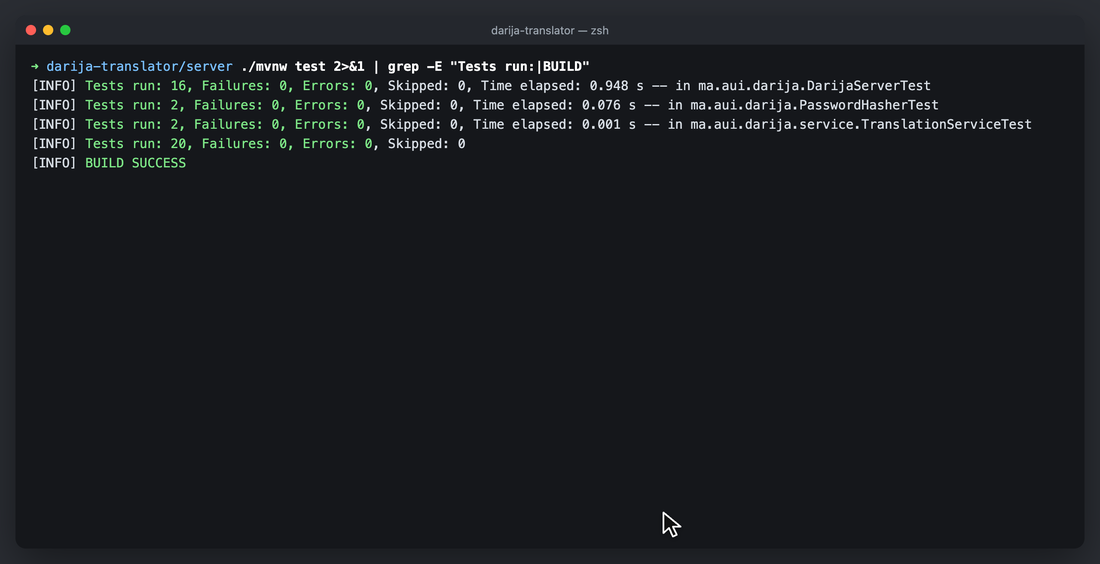 darija-translator — zsh
➜ darija-translator/server ./mvnw test 2>&1 | grep -E "Tests run:|BUILD"
[INFO] Tests run: 16, Failures: 0, Errors: 0, Skipped: 0, Time elapsed: 0.948 s -- in ma.aui.darija.DarijaServerTest
[INFO] Tests run: 2, Failures: 0, Errors: 0, Skipped: 0, Time elapsed: 0.076 s -- in ma.aui.darija.PasswordHasherTest
[INFO] Tests run: 2, Failures: 0, Errors: 0, Skipped: 0, Time elapsed: 0.001 s -- in ma.aui.darija.service.TranslationServiceTest
[INFO] Tests run: 20, Failures: 0, Errors: 0, Skipped: 0
[INFO] BUILD SUCCESS